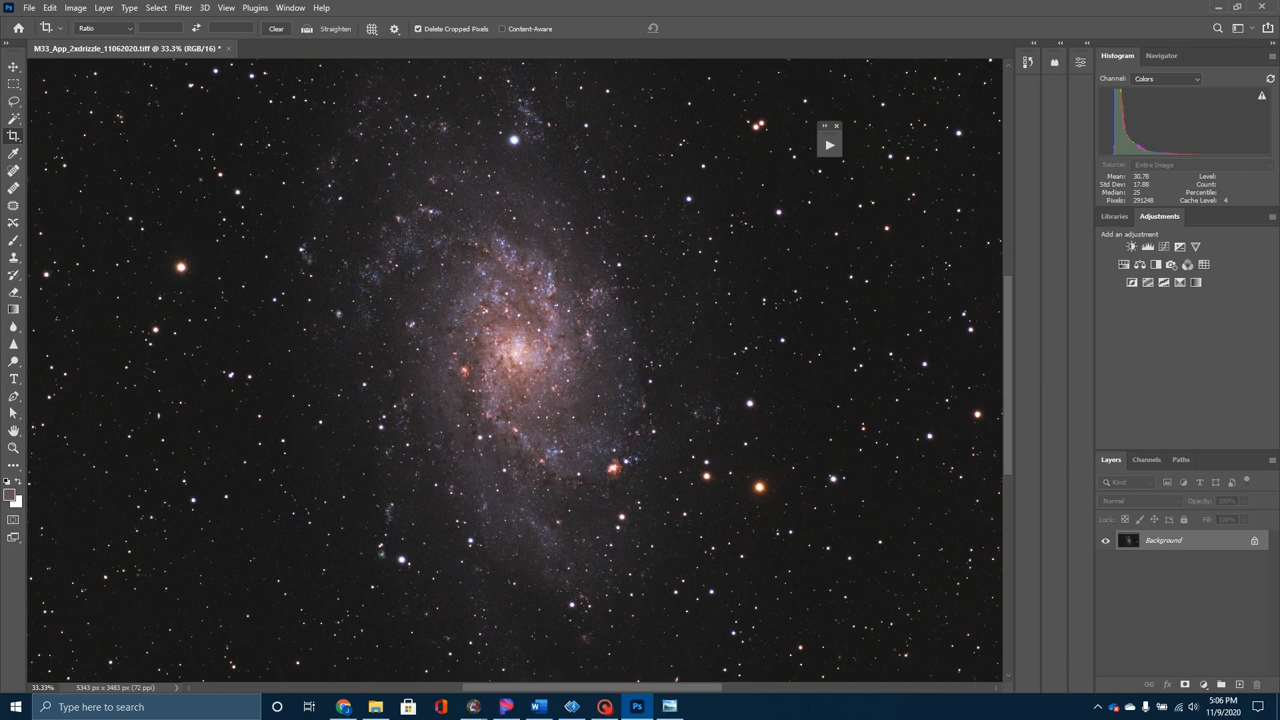 Ps File Edit Image Layer Type Select Filter 3D View Plugins Window Help
Ratio Clear Straighten Delete Cropped Pixels Content-Aware
M33_App_2xdrizzle_11062020.tiff @ 33.3% (RGB/16) *
Histogram Navigator
Channel: Colors
Source: Entire Image
Mean: 30.78 Level:
Std Dev: 17.88 Count:
Median: 25 Percentile:
Pixels: 291248 Cache Level: 4
Libraries Adjustments
Add an adjustment
Layers Channels Paths
Kind
Normal Opacity: 100%
Lock: Fill: 100%
Background
33.33% 5343 px x 3483 px (72 ppi)
Type here to search
5:06 PM
11/9/2020